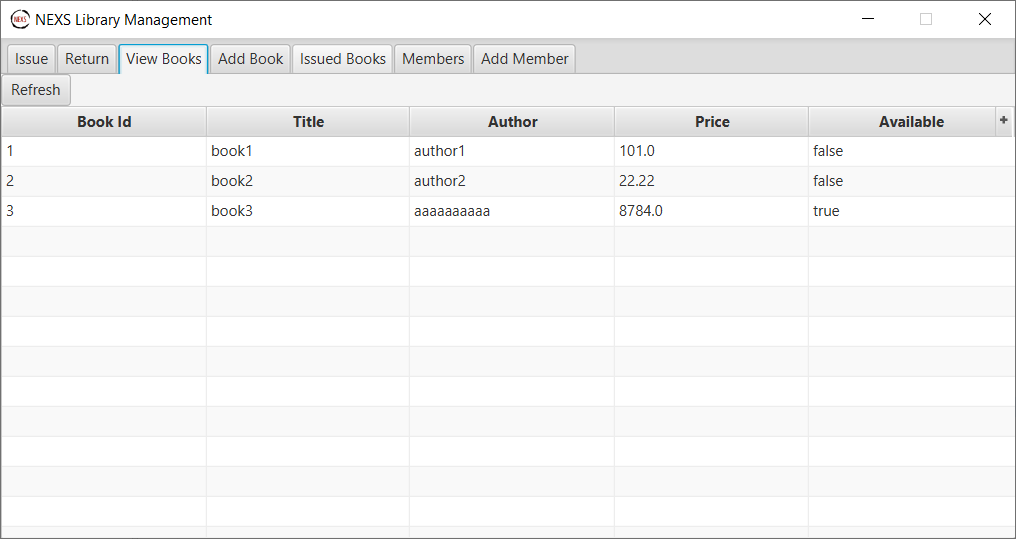 NEXS NEXS Library Management
Issue Return View Books Add Book Issued Books Members Add Member
Refresh
Book Id Title Author Price Available +
1 book1 author1 101.0 false
2 book2 author2 22.22 false
3 book3 aaaaaaaaaa 8784.0 true